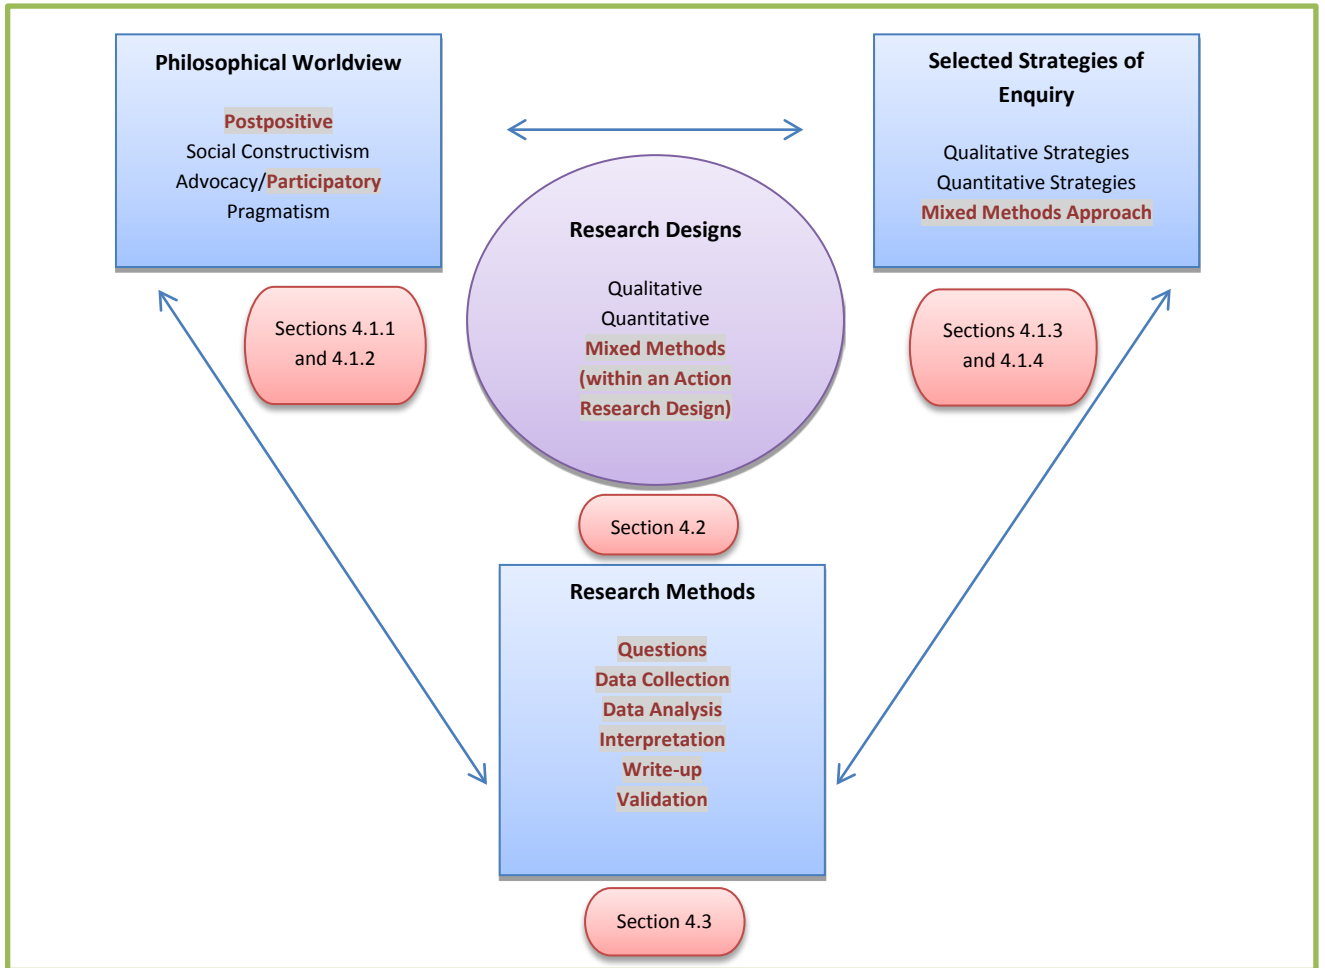 Philosophical Worldview
Postpositive
Social Constructivism
Advocacy/Participatory
Pragmatism
Selected Strategies of
Enquiry
Qualitative Strategies
Quantitative Strategies
Mixed Methods Approach
Research Designs
Qualitative
Quantitative
Mixed Methods
(within an Action
Research Design)
Sections 4.1.1
and 4.1.2
Sections 4.1.3
and 4.1.4
Section 4.2
Research Methods
Questions
Data Collection
Data Analysis
Interpretation
Write-up
Validation
Section 4.3